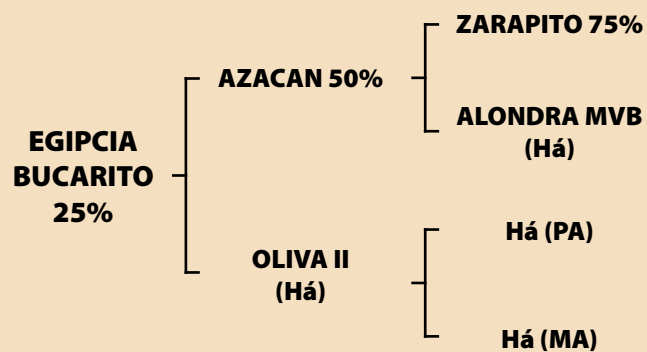 EGIPCIA
BUCARITO
25%
AZACAN 50%
OLIVA II
(Há)
ZARAPITO 75%
ALONDRA MVB
(Há)
Há (PA)
Há (MA)